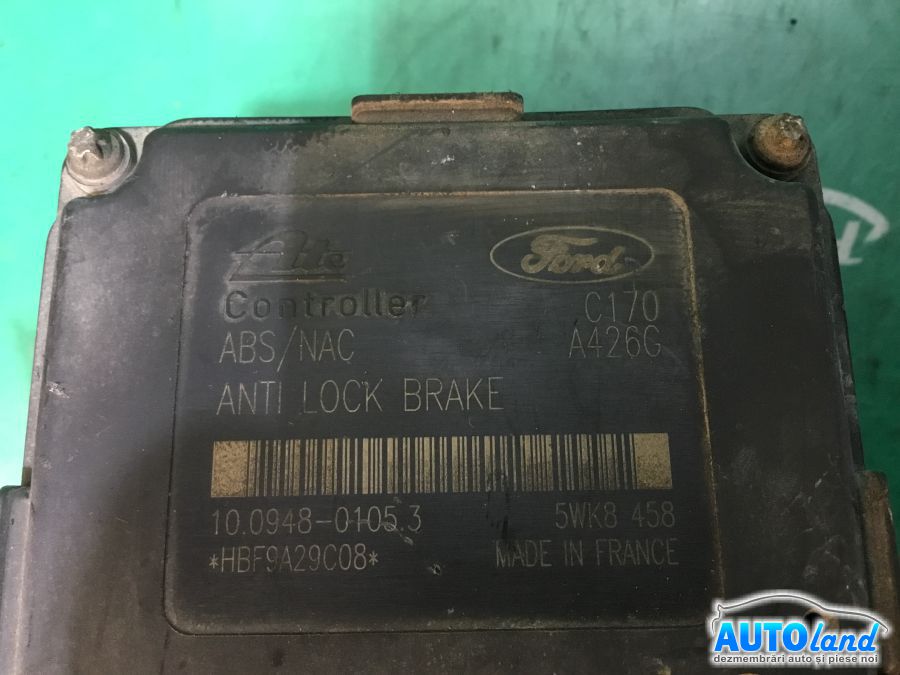 Ate
Ford
Controller
C170
ABS/NAC
A426G
ANTI LOCK BRAKE
10.0948-0105.3
5WK8 458
*HBF9A29C08*
MADE IN FRANCE
AUTOland
dezmembrări auto și piese noi